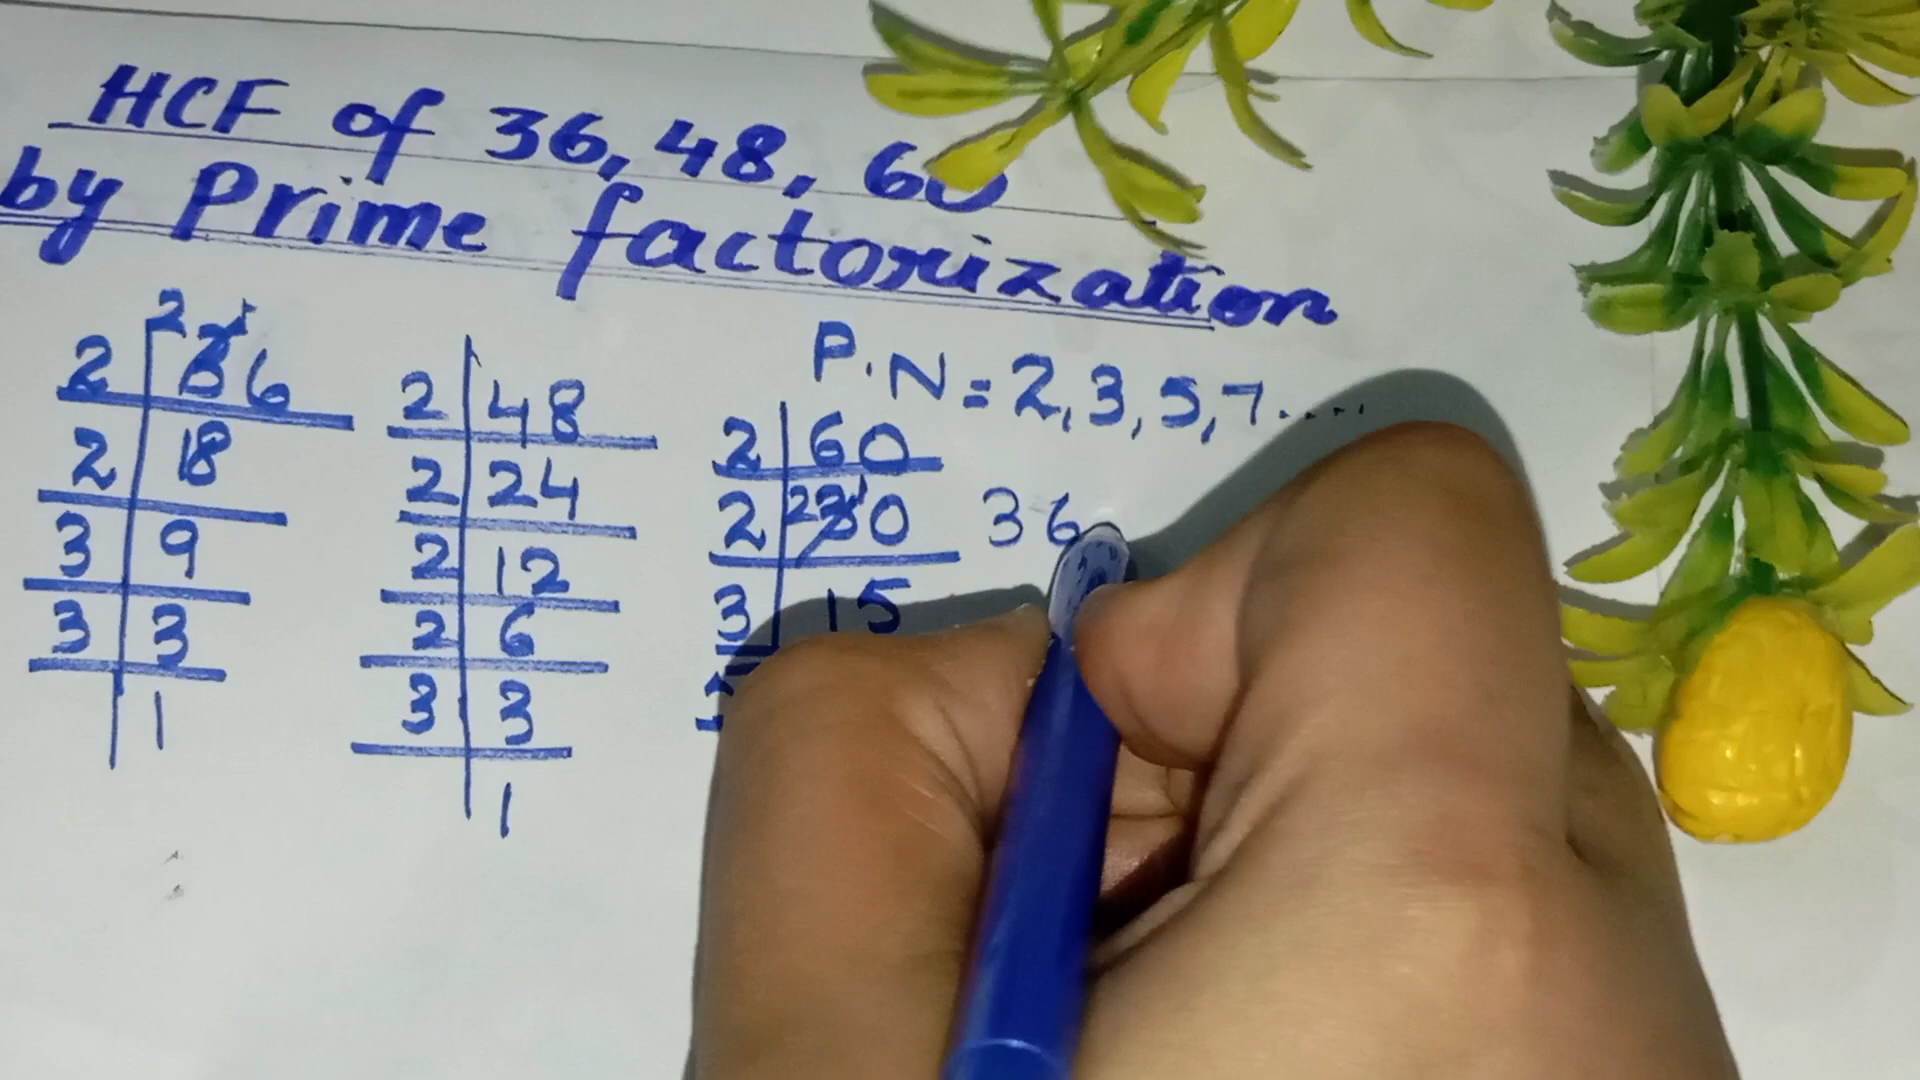 HCF of 36, 48, 60
by Prime factorization
P.N = 2, 3, 5, 7....
2 | 36
2 | 18
3 | 9
3 | 3
1
2 | 48
2 | 24
2 | 12
2 | 6
3 | 3
1
2 | 60
2 | 30
3 | 15
36